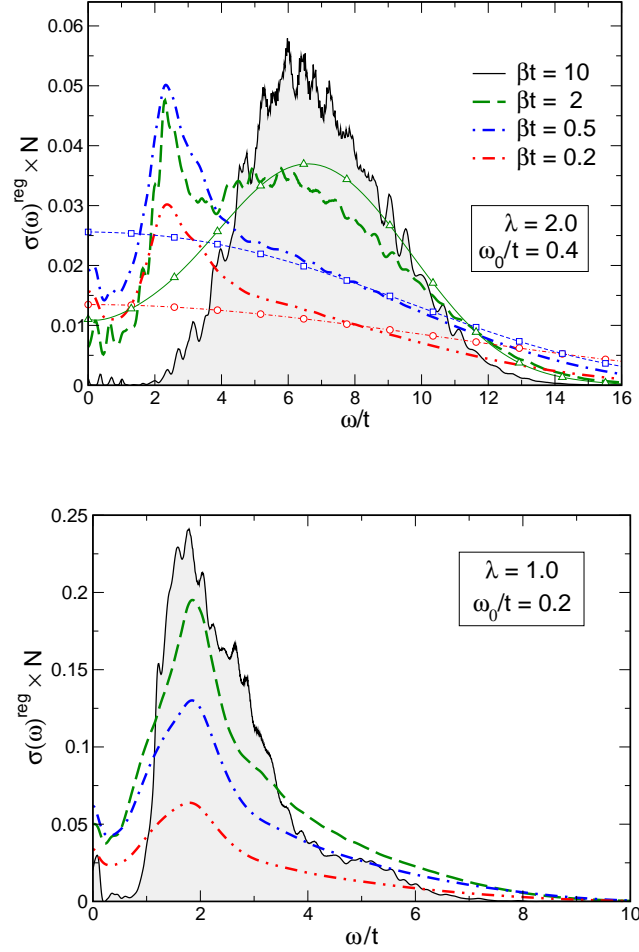 0.06
0.05
0.04
0.03
0.02
0.01
0
σ(ω)^reg × N
βt = 10
βt = 2
βt = 0.5
βt = 0.2
λ = 2.0
ω₀/t = 0.4
0 2 4 6 8 10 12 14 16
ω/t
0.25
0.2
0.15
0.1
0.05
0
σ(ω)^reg × N
λ = 1.0
ω₀/t = 0.2
0 2 4 6 8 10
ω/t